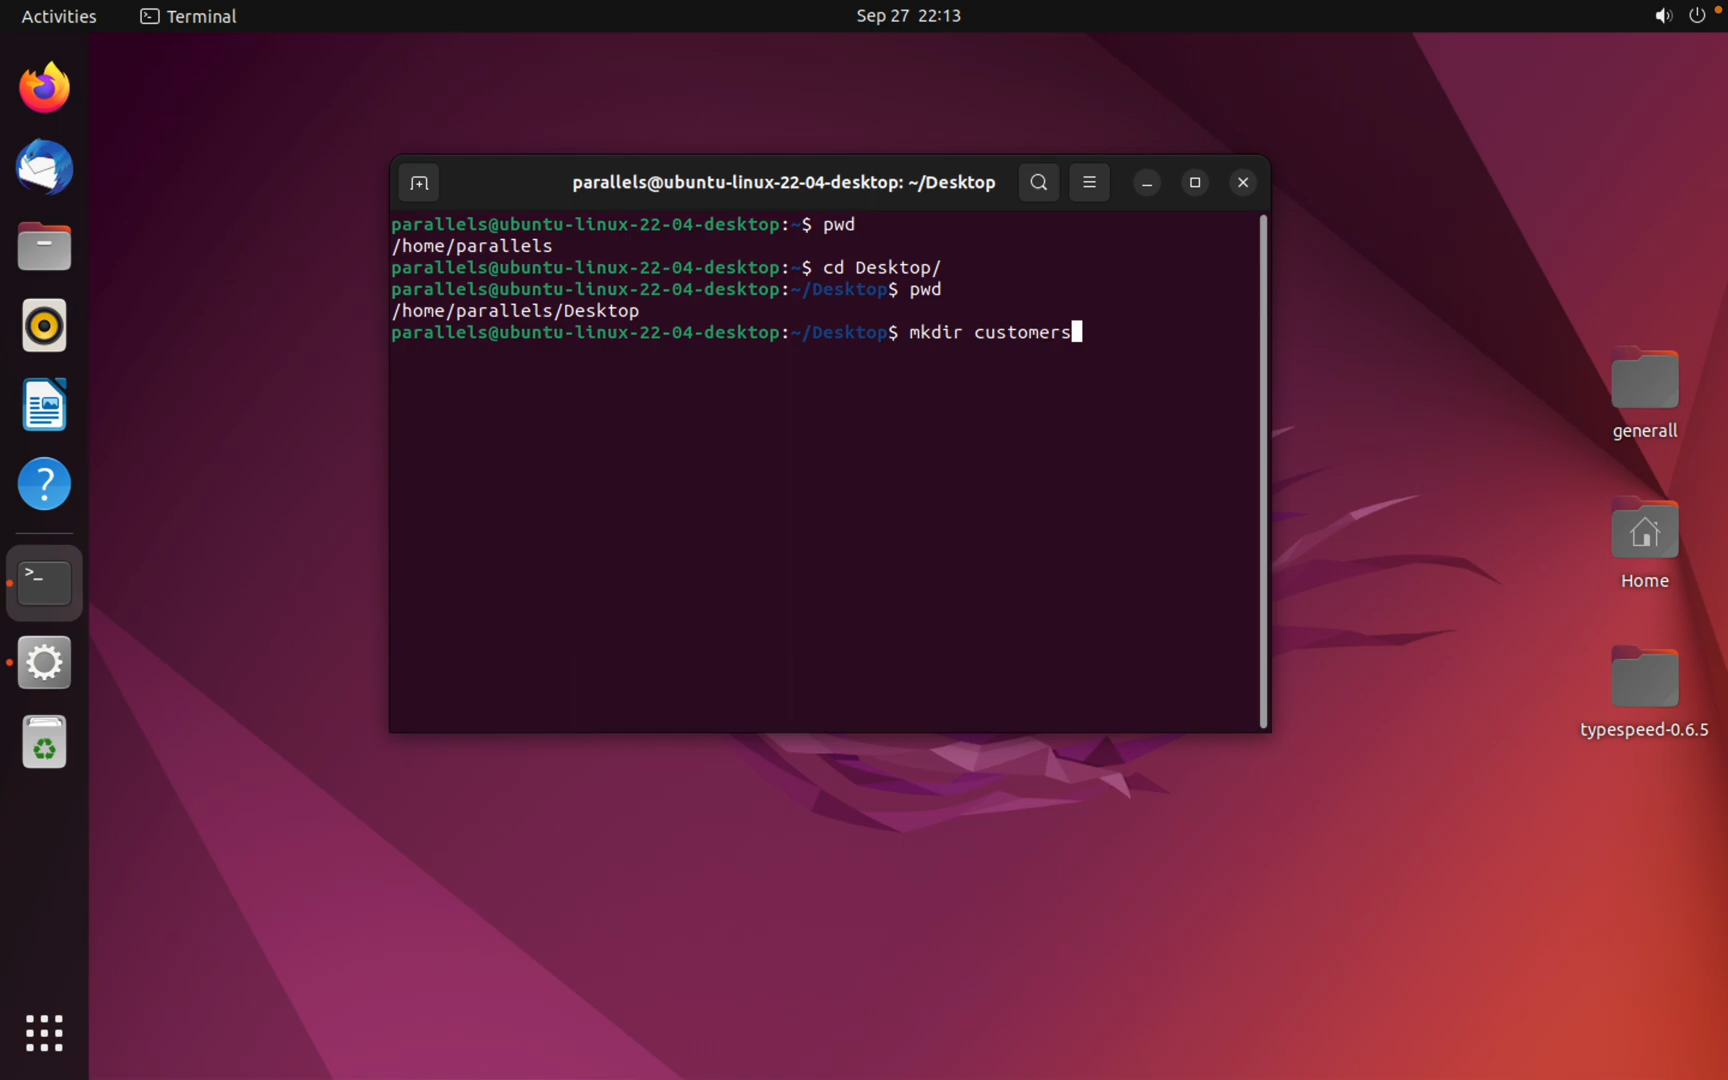 Activities
Terminal
Sep 27 22:13
parallels@ubuntu-linux-22-04-desktop: ~/Desktop
parallels@ubuntu-linux-22-04-desktop:~$ pwd
/home/parallels
parallels@ubuntu-linux-22-04-desktop:~$ cd Desktop/
parallels@ubuntu-linux-22-04-desktop:~/Desktop$ pwd
/home/parallels/Desktop
parallels@ubuntu-linux-22-04-desktop:~/Desktop$ mkdir customers
generall
Home
typespeed-0.6.5